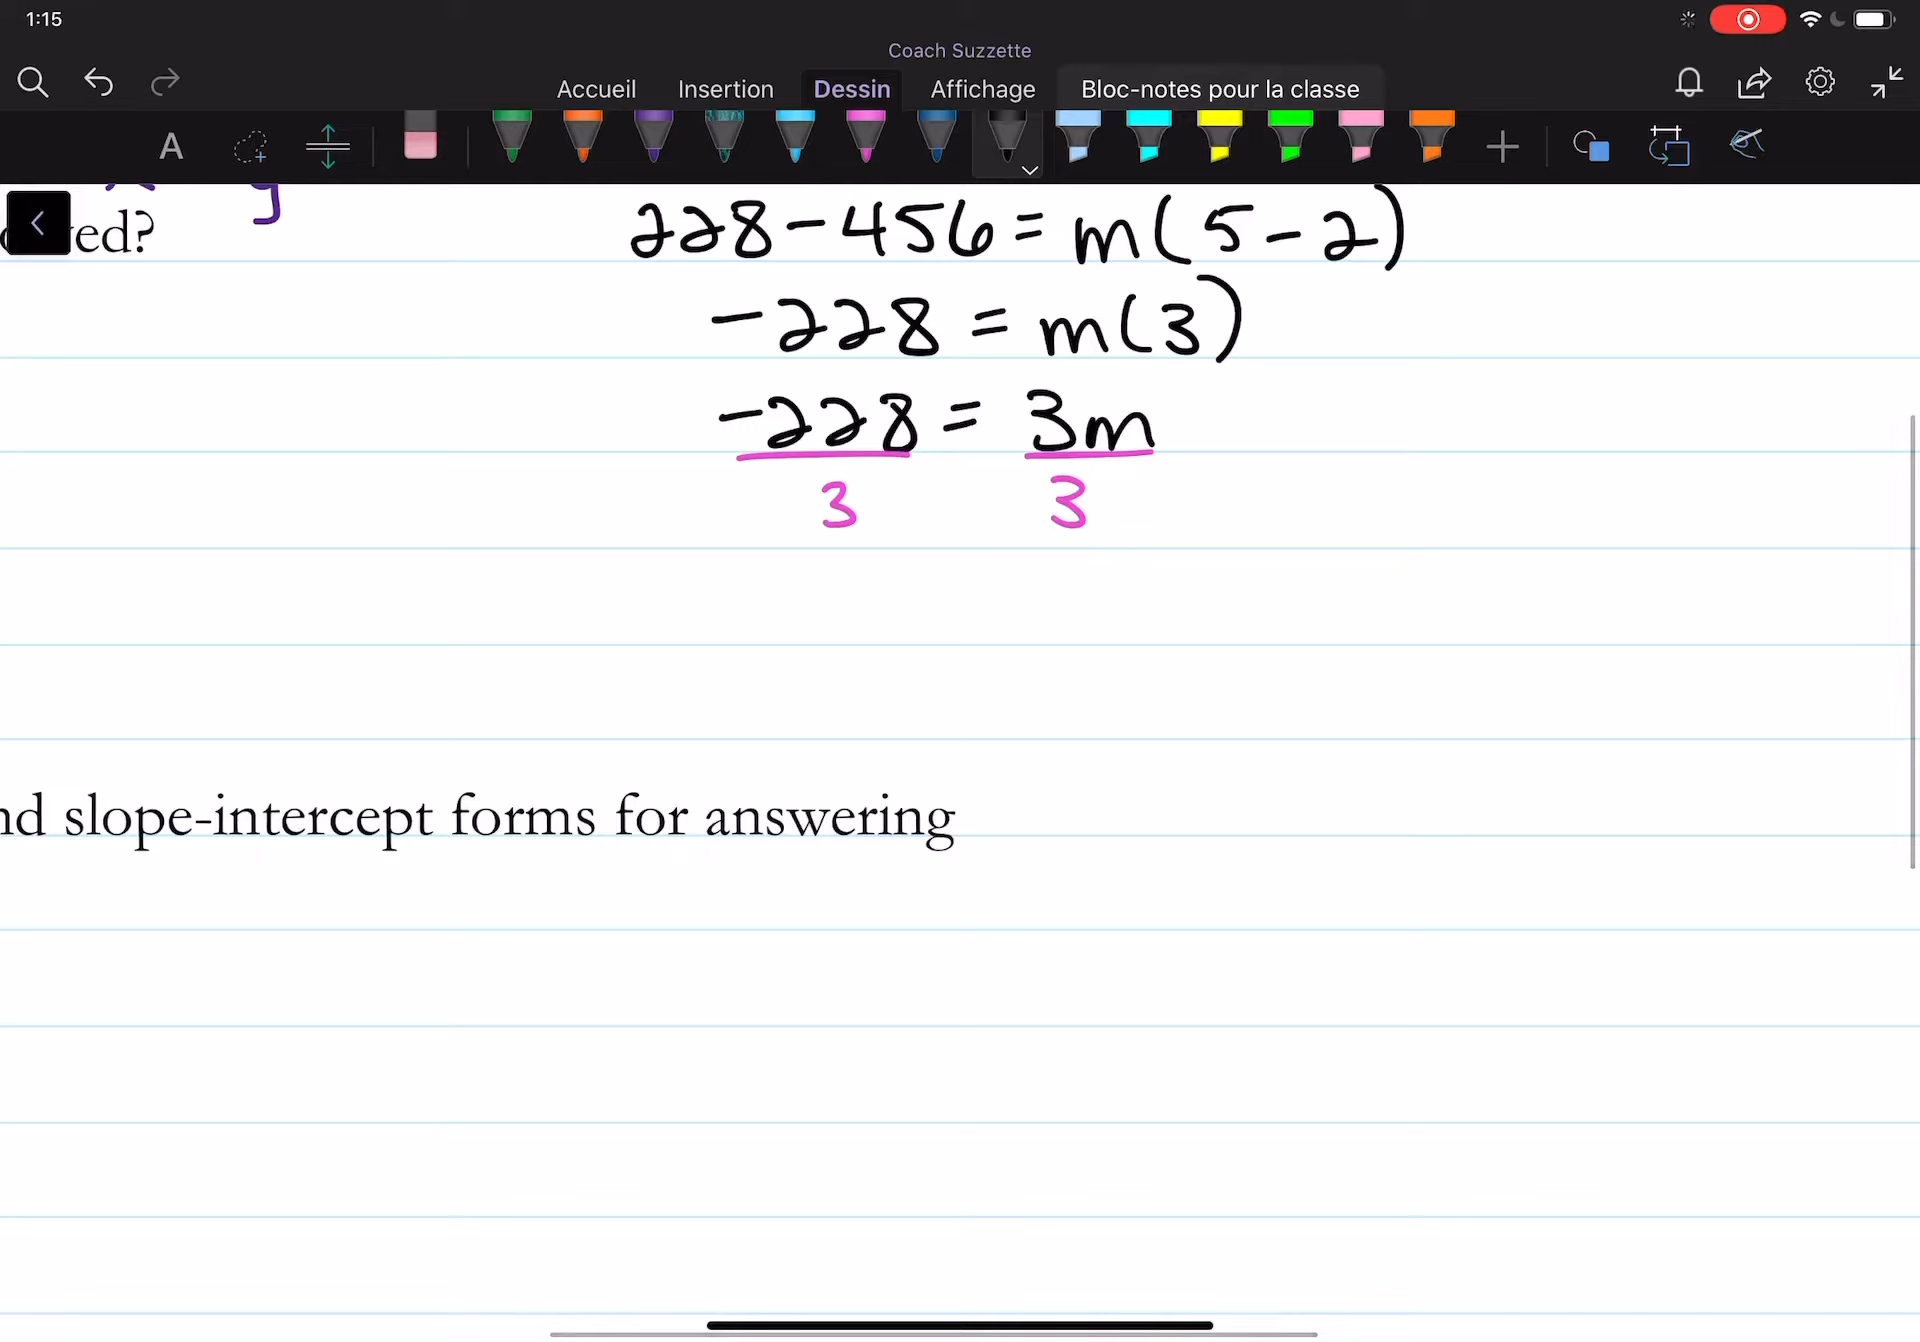 1:15
Coach Suzzette
Accueil Insertion Dessin Affichage Bloc-notes pour la classe
A
x y
ed?
228-456=m(5-2)
-228=m(3)
-228=3m
3 3
nd slope-intercept forms for answering